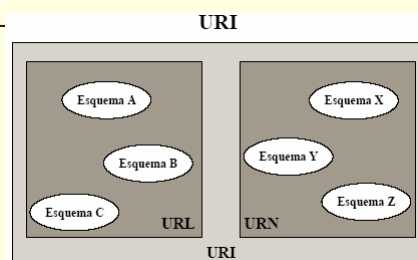 URI
Esquema A
Esquema B
Esquema C
URL
Esquema X
Esquema Y
Esquema Z
URN
URI